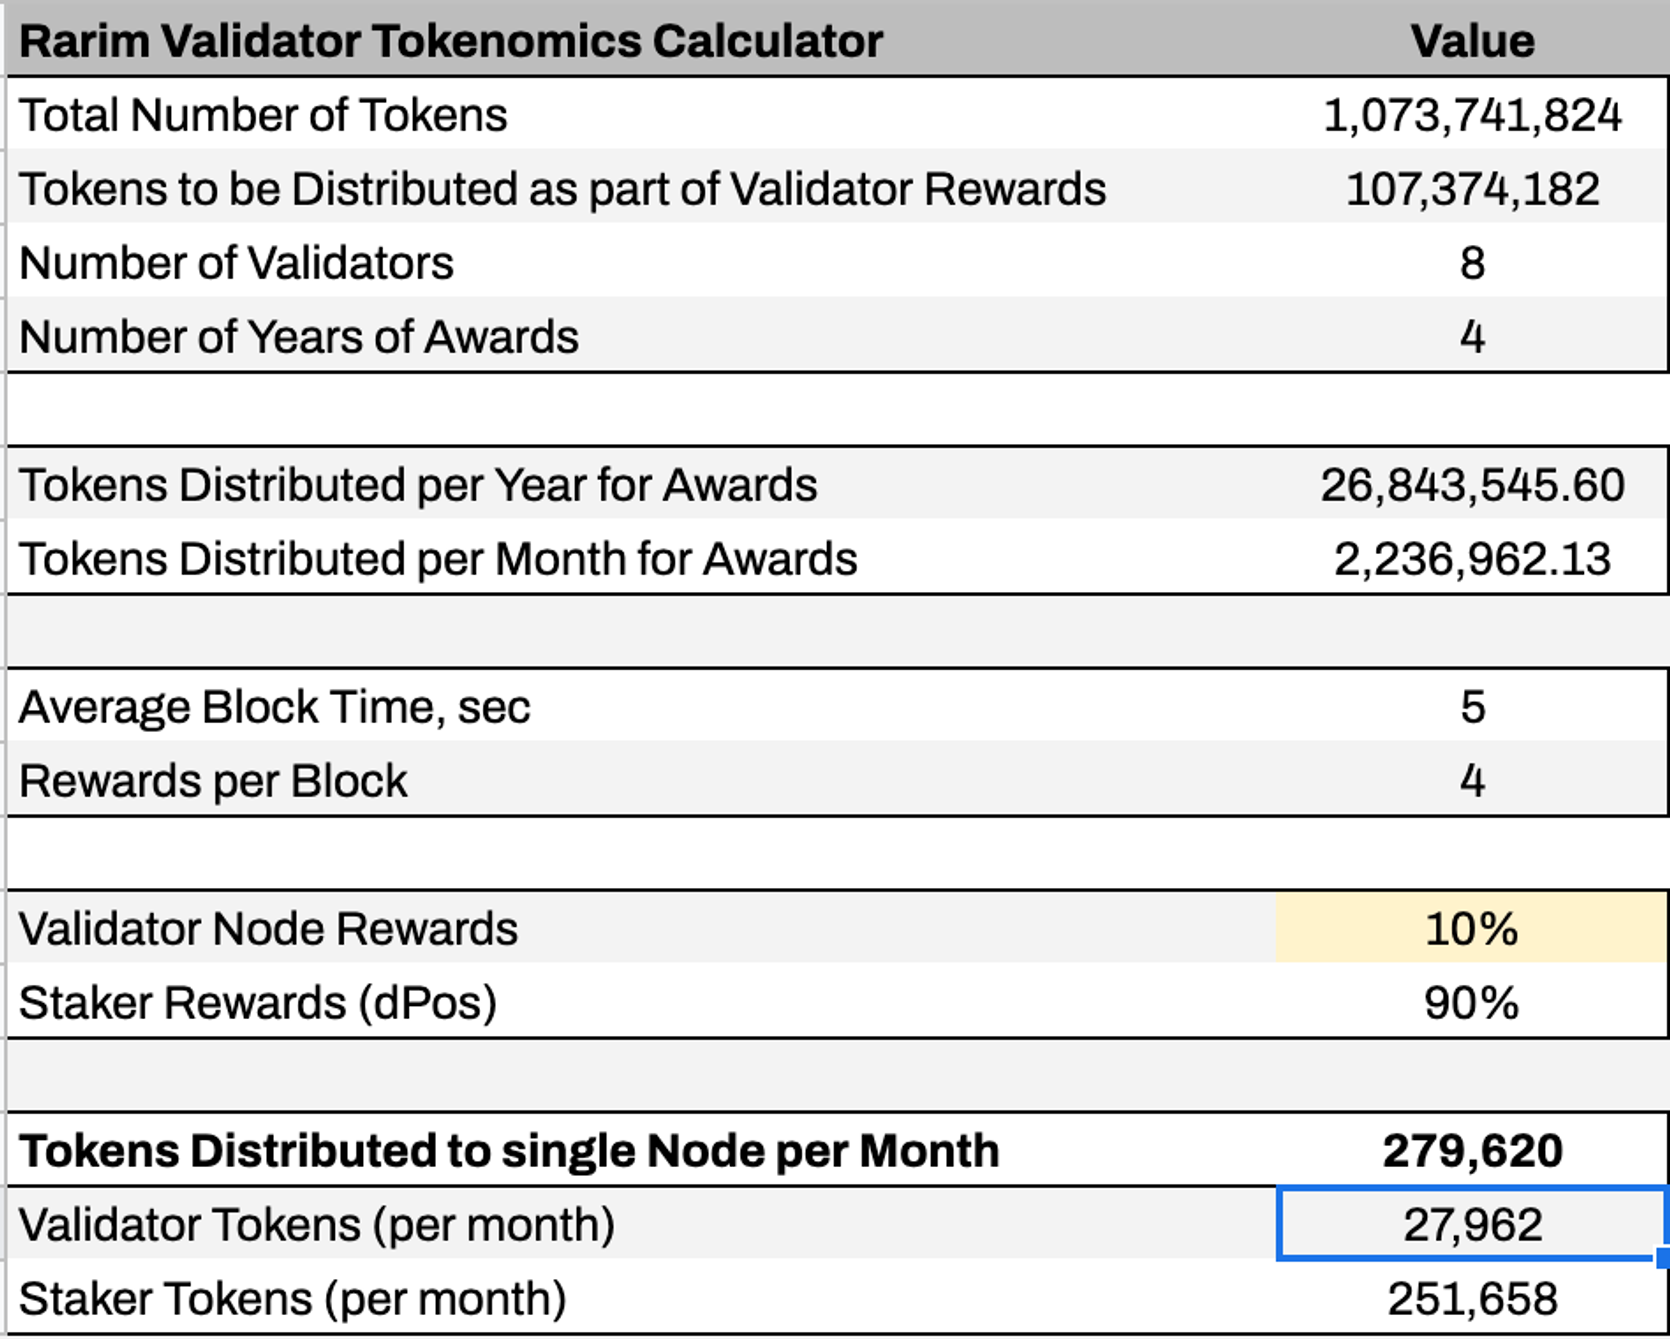 Rarim Validator Tokenomics Calculator Value
Total Number of Tokens 1,073,741,824
Tokens to be Distributed as part of Validator Rewards 107,374,182
Number of Validators 8
Number of Years of Awards 4
Tokens Distributed per Year for Awards 26,843,545.60
Tokens Distributed per Month for Awards 2,236,962.13
Average Block Time, sec 5
Rewards per Block 4
Validator Node Rewards 10%
Staker Rewards (dPos) 90%
Tokens Distributed to single Node per Month 279,620
Validator Tokens (per month) 27,962
Staker Tokens (per month) 251,658